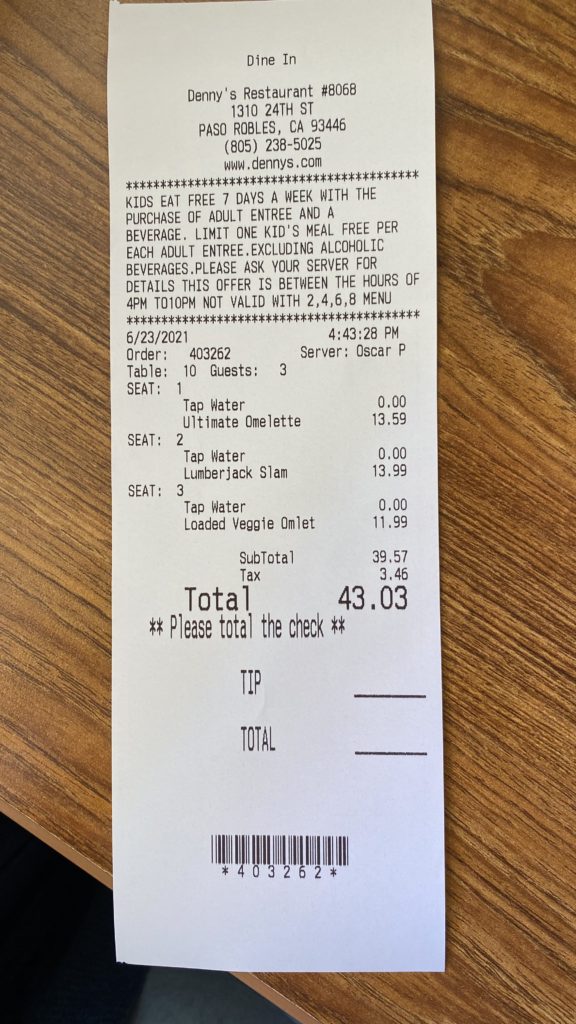 Dine In
Denny's Restaurant #8068
1310 24TH ST
PASO ROBLES, CA 93446
(805) 238-5025
www.dennys.com
******************************************
KIDS EAT FREE 7 DAYS A WEEK WITH THE
PURCHASE OF ADULT ENTREE AND A
BEVERAGE. LIMIT ONE KID'S MEAL FREE PER
EACH ADULT ENTREE.EXCLUDING ALCOHOLIC
BEVERAGES.PLEASE ASK YOUR SERVER FOR
DETAILS THIS OFFER IS BETWEEN THE HOURS OF
4PM TO10PM NOT VALID WITH 2,4,6,8 MENU
******************************************
6/23/2021 4:43:28 PM
Order: 403262 Server: Oscar P
Table: 10 Guests: 3
SEAT: 1
Tap Water 0.00
Ultimate Omelette 13.59
SEAT: 2
Tap Water 0.00
Lumberjack Slam 13.99
SEAT: 3
Tap Water 0.00
Loaded Veggie Omlet 11.99
SubTotal 39.57
Tax 3.46
Total 43.03
** Please total the check **
TIP
TOTAL
*403262*